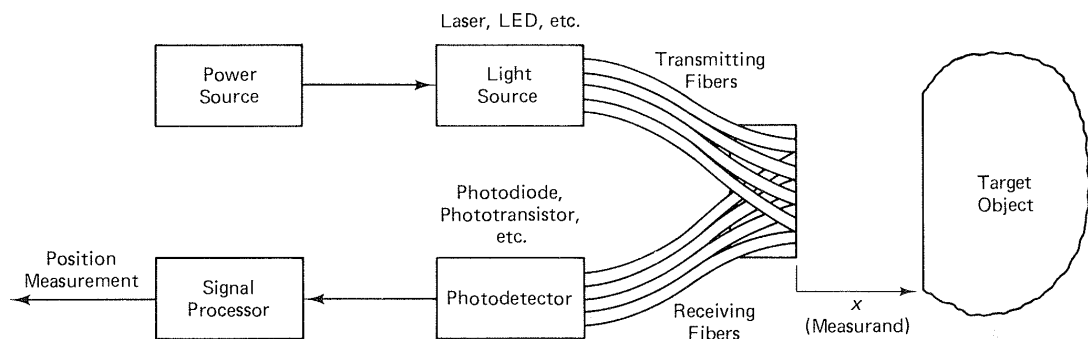 Laser, LED, etc.
Power
Source
Light
Source
Transmitting
Fibers
Target
Object
Photodiode,
Phototransistor,
etc.
Position
Measurement
Signal
Processor
Photodetector
Receiving
Fibers
x
(Measurand)